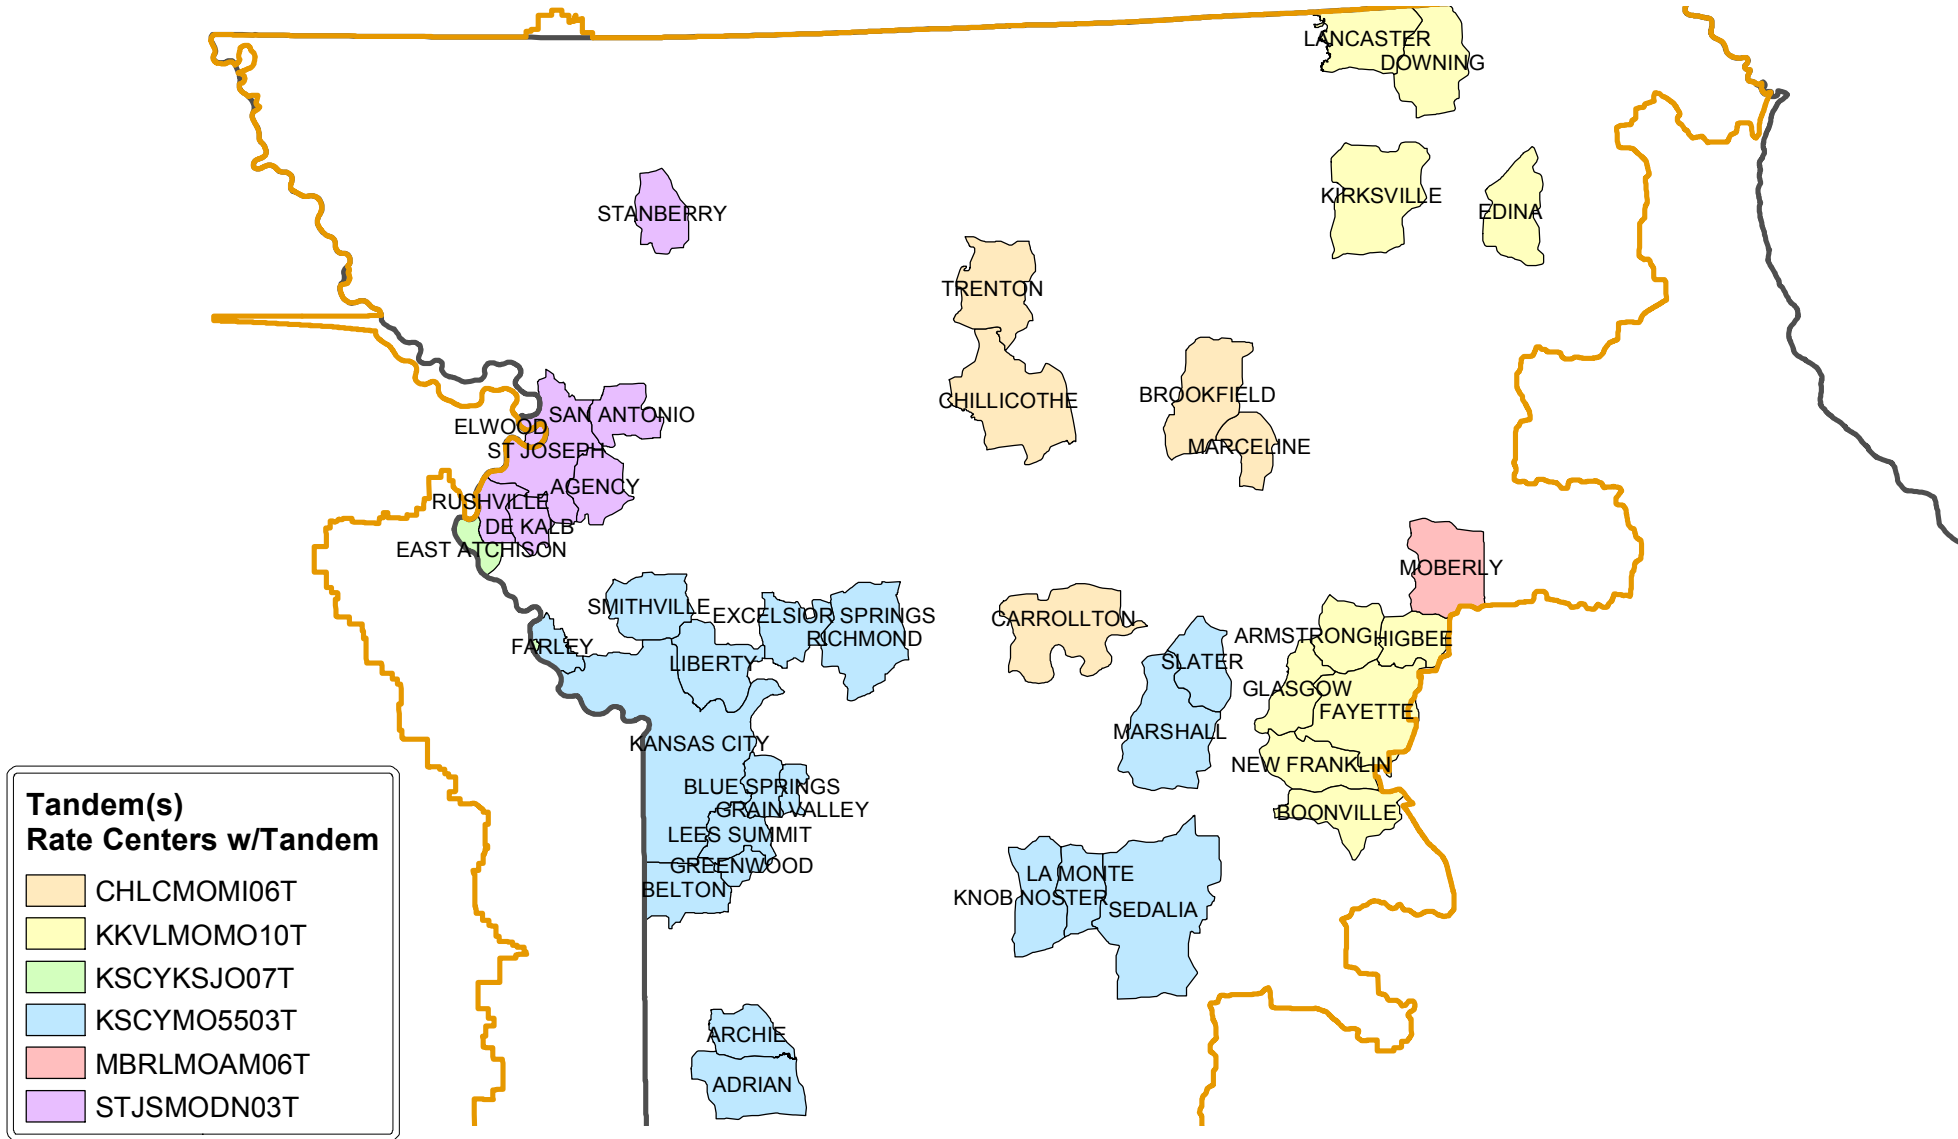 LANCASTER
DOWNING
KIRKSVILLE
EDINA
STANBERRY
TRENTON
CHILLICOTHE
BROOKFIELD
MARCELINE
SAN ANTONIO
ELWOOD
ST JOSEPH
AGENCY
RUSHVILLE
DE KALB
EAST ATCHISON
MOBERLY
SMITHVILLE
EXCELSIOR SPRINGS
RICHMOND
FARLEY
LIBERTY
CARROLLTON
ARMSTRONG
HIGBEE
SLATER
GLASGOW
FAYETTE
MARSHALL
KANSAS CITY
NEW FRANKLIN
BLUE SPRINGS
GRAIN VALLEY
BOONVILLE
LEES SUMMIT
GREENWOOD
BELTON
LA MONTE
KNOB NOSTER
SEDALIA
ARCHIE
ADRIAN
Tandem(s)
Rate Centers w/Tandem
CHLCMOMI06T
KKVLMOMO10T
KSCYKSJO07T
KSCYMO5503T
MBRLMOAM06T
STJSMODN03T